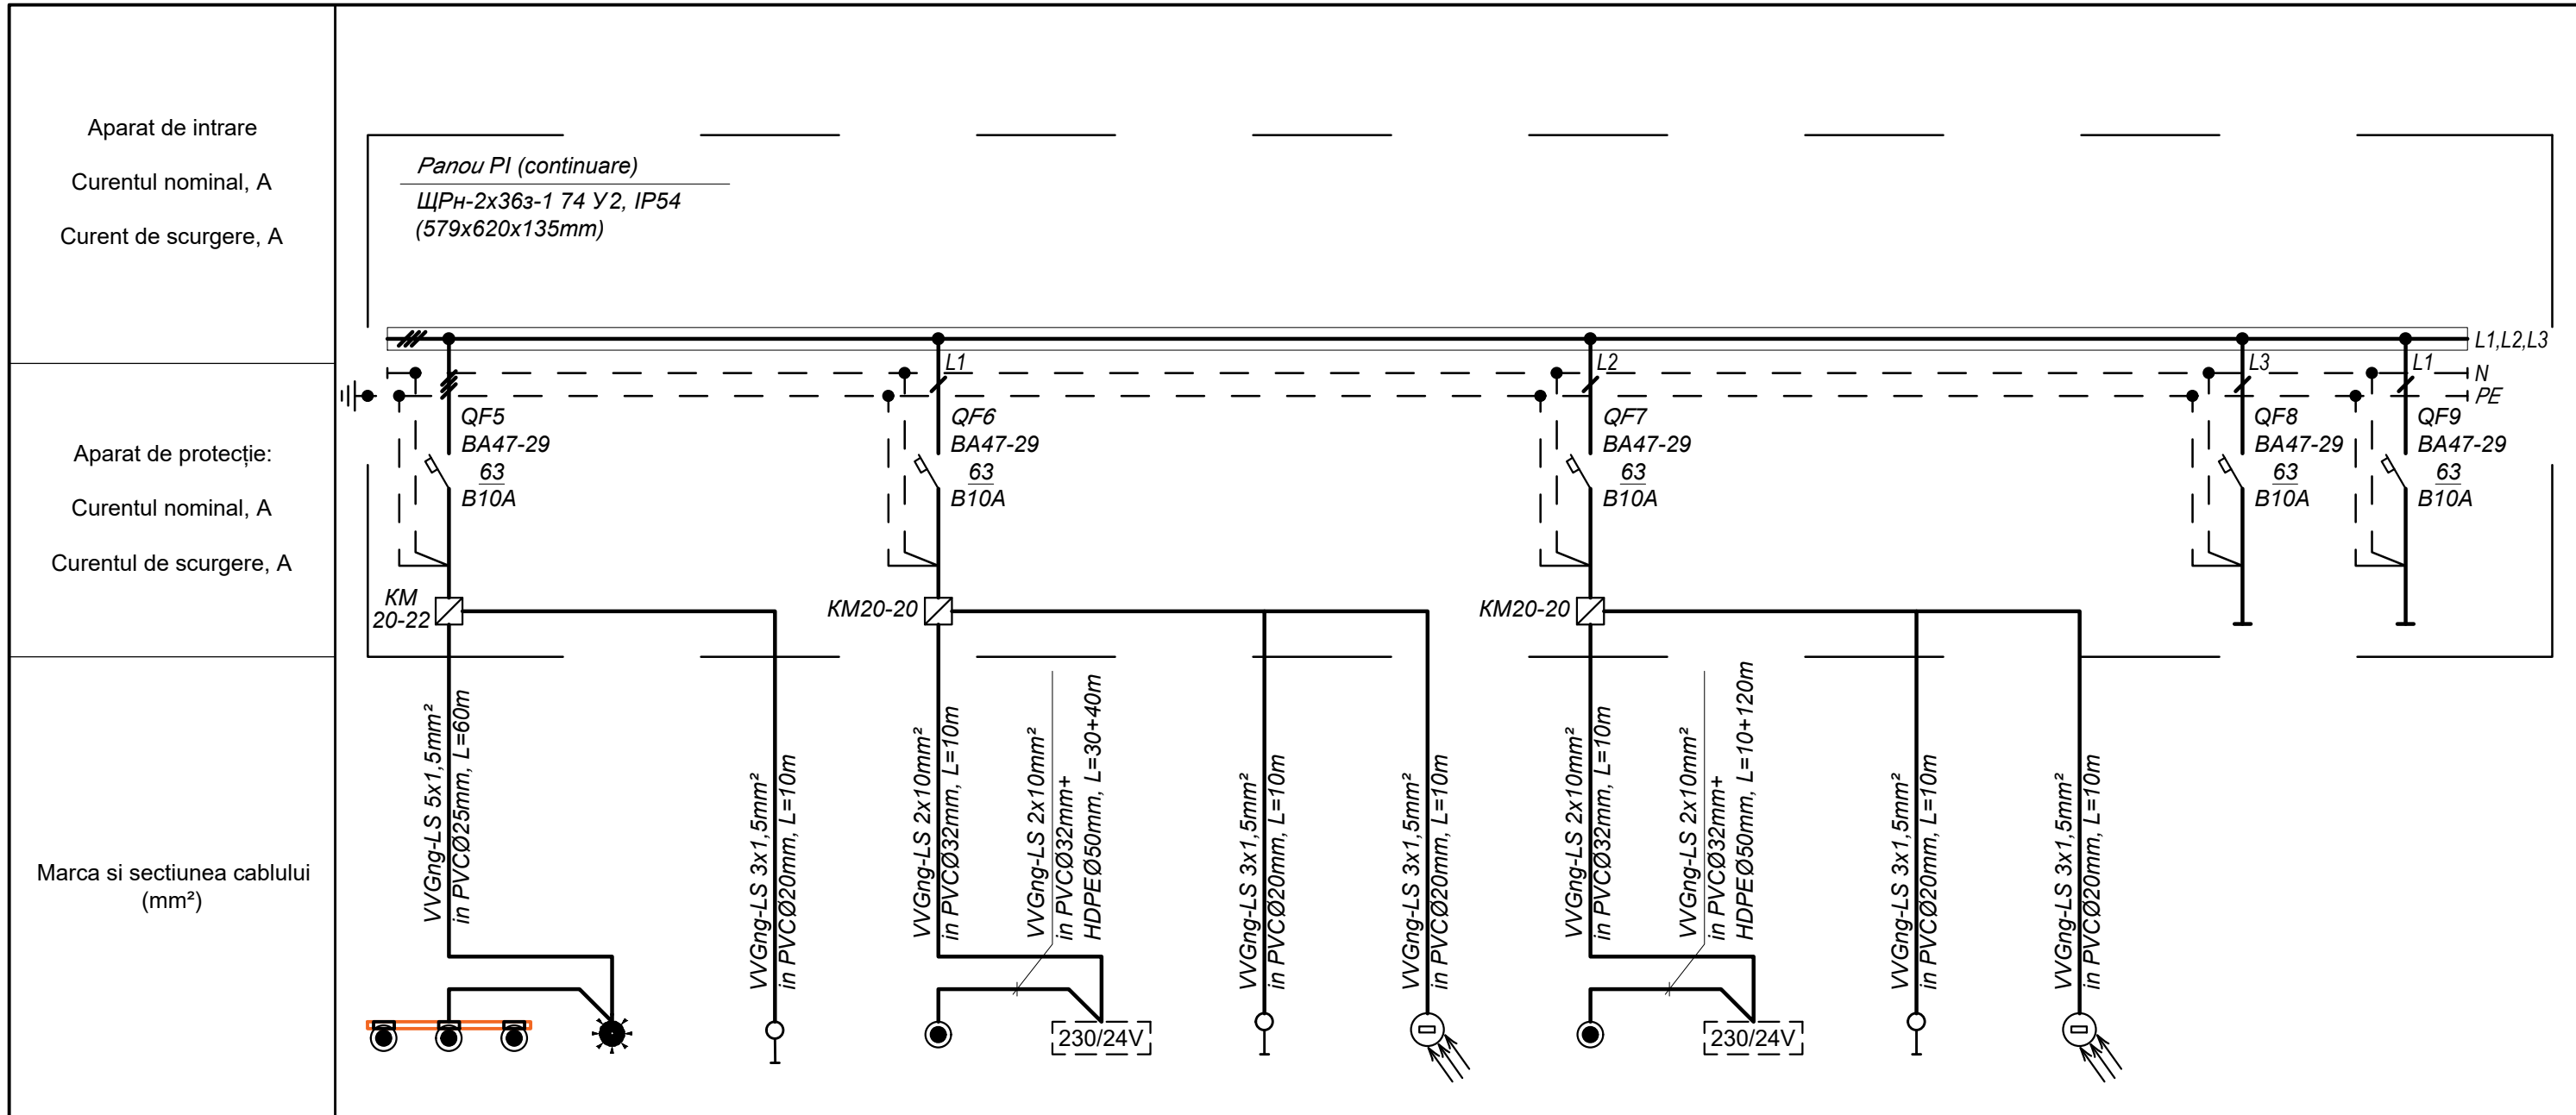 Aparat de intrare
Curentul nominal, A
Curent de scurgere, A
Panou PI (continuare)
ЩРн-2х36з-1 74 У2, IP54
(579x620x135mm)
L1,L2,L3
N
PE
L1
L2
L3
L1
Aparat de protecție:
Curentul nominal, A
Curentul de scurgere, A
QF5
BA47-29
63
B10A
QF6
BA47-29
63
B10A
QF7
BA47-29
63
B10A
QF8
BA47-29
63
B10A
QF9
BA47-29
63
B10A
КМ
20-22
КМ20-20
КМ20-20
Marca si sectiunea cablului
(mm²)
VVGng-LS 5x1,5mm²
in PVCØ25mm, L=60m
VVGng-LS 3x1,5mm²
in PVCØ20mm, L=10m
VVGng-LS 2x10mm²
in PVCØ32mm, L=10m
VVGng-LS 2x10mm²
in PVCØ32mm+
HDPEØ50mm, L=30+40m
VVGng-LS 3x1,5mm²
in PVCØ20mm, L=10m
VVGng-LS 3x1,5mm²
in PVCØ20mm, L=10m
VVGng-LS 2x10mm²
in PVCØ32mm, L=10m
VVGng-LS 2x10mm²
in PVCØ32mm+
HDPEØ50mm, L=10+120m
VVGng-LS 3x1,5mm²
in PVCØ20mm, L=10m
VVGng-LS 3x1,5mm²
in PVCØ20mm, L=10m
230/24V
230/24V